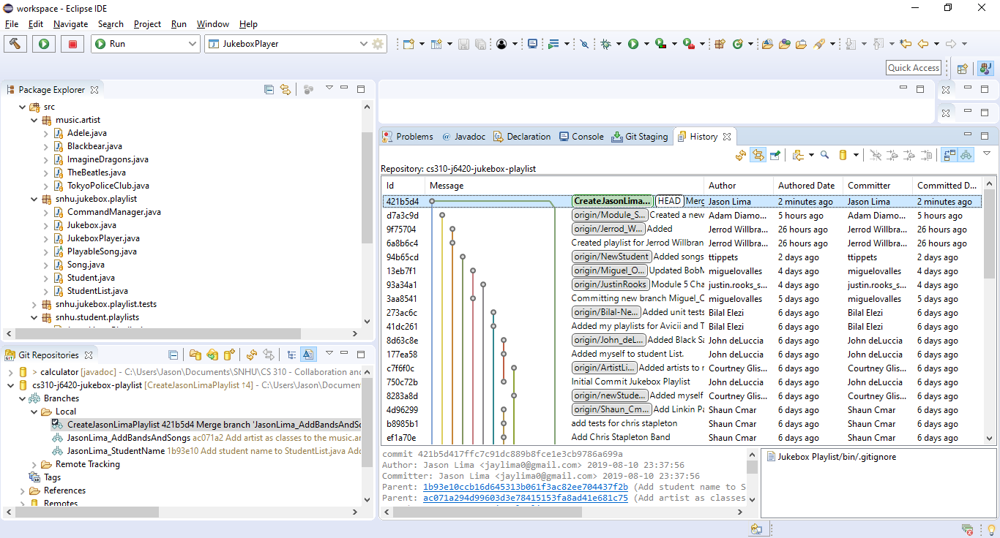 workspace - Eclipse IDE
File Edit Navigate Search Project Run Window Help
Run JukeboxPlayer
Quick Access
Package Explorer
src
music.artist
Adele.java
Blackbear.java
ImagineDragons.java
TheBeatles.java
TokyoPoliceClub.java
snhu.jukebox.playlist
CommandManager.java
Jukebox.java
JukeboxPlayer.java
PlayableSong.java
Song.java
Student.java
StudentList.java
snhu.jukebox.playlist.tests
snhu.student.playlists
Git Repositories
> calculator [javadoc] - C:\Users\Jason\Documents\SNHU\CS 310 - Collaboration and
cs310-j6420-jukebox-playlist [CreateJasonLimaPlaylist ↑4] - C:\Users\Jason\Documen
Branches
Local
CreateJasonLimaPlaylist 421b5d4 Merge branch 'JasonLima_AddBandsAndSo
JasonLima_AddBandsAndSongs ac071a2 Add artist as classes to the music.ar
JasonLima_StudentName 1b93e10 Add student name to StudentList.java Add
Remote Tracking
Tags
References
Remotes
Problems @ Javadoc Declaration Console Git Staging History
Repository: cs310-j6420-jukebox-playlist
Id Message Author Authored Date Committer Committed D...
421b5d4 CreateJasonLima... HEAD Merg Jason Lima 2 minutes ago Jason Lima 2 minutes ago
d7a3c9d origin/Module_S... Created a new Adam Diamo... 5 hours ago Adam Diamo... 5 hours ago
9f75704 origin/Jerrod_W... Added Jerrod Willbra... 26 hours ago Jerrod Willbra... 26 hours ago
6a8b6c4 Created playlist for Jerrod Willbran Jerrod Willbra... 26 hours ago Jerrod Willbra... 26 hours ago
94b65cd origin/NewStudent Added songs ttippets 2 days ago ttippets 2 days ago
13eb7f1 origin/Miguel_O... Updated BobM miguelovalles 4 days ago miguelovalles 4 days ago
93a34a1 origin/JustinRooks Module 5 Cha justin.rooks_s... 4 days ago justin.rooks_s... 4 days ago
3aa8541 Committing new branch Miguel_O miguelovalles 5 days ago miguelovalles 5 days ago
273ac6c origin/Bilal-Ne... Added unit tests Bilal Elezi 6 days ago Bilal Elezi 6 days ago
41dc261 Added my playlists for Avicii and T Bilal Elezi 6 days ago Bilal Elezi 6 days ago
8d63c8e origin/John_deL... Added Black Sa John deLuccia 6 days ago John deLuccia 6 days ago
177ea58 Added myself to student List. John deLuccia 6 days ago John deLuccia 6 days ago
c7f6f0c origin/ArtistLi... Added artists to r Courtney Glis... 6 days ago Courtney Glis... 6 days ago
750c72b Initial Commit Jukebox Playlist John deLuccia 6 days ago John deLuccia 6 days ago
8283a8d origin/newStude... Added myself Courtney Glis... 6 days ago Courtney Glis... 6 days ago
4d96299 origin/Shaun_Cm... Add Linkin Pa Shaun Cmar 6 days ago Shaun Cmar 6 days ago
b8985b1 add tests for chris stapleton Shaun Cmar 6 days ago Shaun Cmar 6 days ago
ef1a70e Add Chris Stapleton Band Shaun Cmar 6 days ago Shaun Cmar 6 days ago
commit 421b5d417ffc7c91dc889b8fce1e3cb9786a699a
Author: Jason Lima <jaylima0@gmail.com> 2019-08-10 23:37:56
Committer: Jason Lima <jaylima0@gmail.com> 2019-08-10 23:37:56
Parent: 1b93e10ccb16d645313b061f3ac82ee704437f2b (Add student name to S
Parent: ac071a294d99603d3e78415153fa8ad41e681c75 (Add artist as classes
Jukebox Playlist/bin/.gitignore